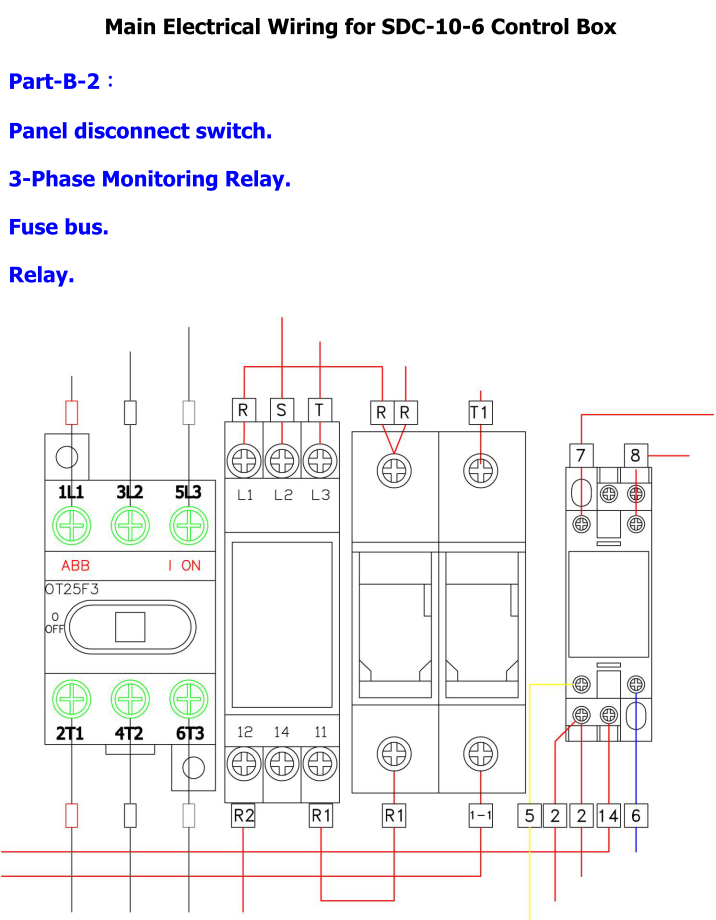 Main Electrical Wiring for SDC-10-6 Control Box
Part-B-2：
Panel disconnect switch.
3-Phase Monitoring Relay.
Fuse bus.
Relay.
R S T R R T1
7 8
1L1 3L2 5L3 L1 L2 L3
ABB I ON
OT25F3
O
OFF
2T1 4T2 6T3 12 14 11
R2 R1 R1 1-1 5 2 2 14 6